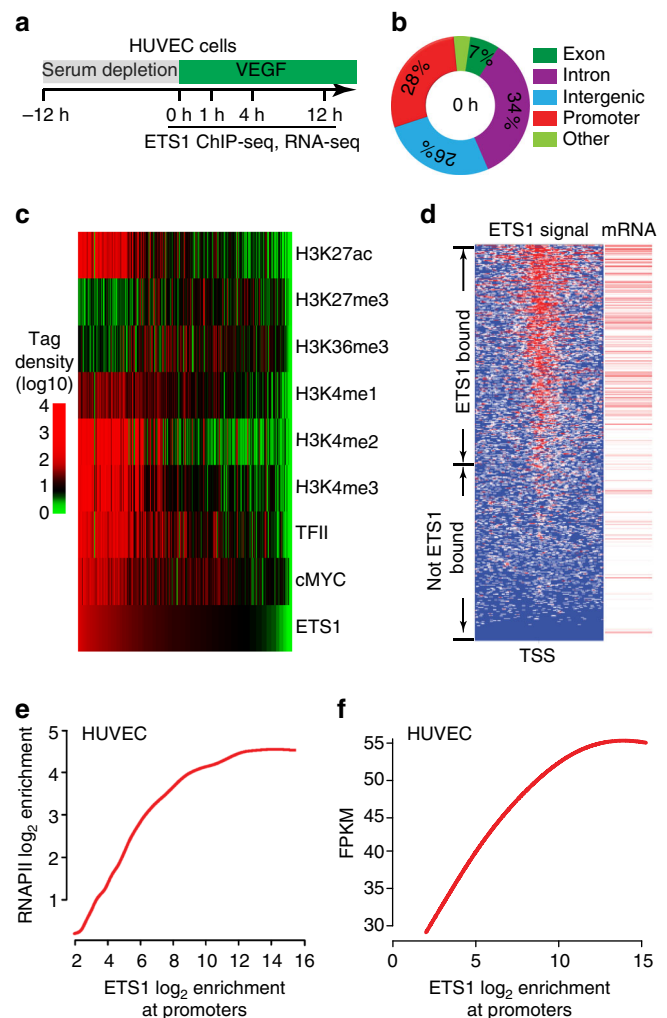 a
HUVEC cells
Serum depletion
VEGF
–12 h
0 h
1 h
4 h
12 h
ETS1 ChIP-seq, RNA-seq
b
7%
34%
26%
28%
0 h
Exon
Intron
Intergenic
Promoter
Other
c
Tag
density
(log10)
4
3
2
1
0
H3K27ac
H3K27me3
H3K36me3
H3K4me1
H3K4me2
H3K4me3
TFII
cMYC
ETS1
d
ETS1 signal
mRNA
ETS1 bound
Not ETS1
bound
TSS
e
HUVEC
RNAPII log2 enrichment
5
4
3
2
1
2 4 6 8 10 12 14 16
ETS1 log2 enrichment
at promoters
f
HUVEC
FPKM
55
50
45
40
35
30
0 5 10 15
ETS1 log2 enrichment
at promoters